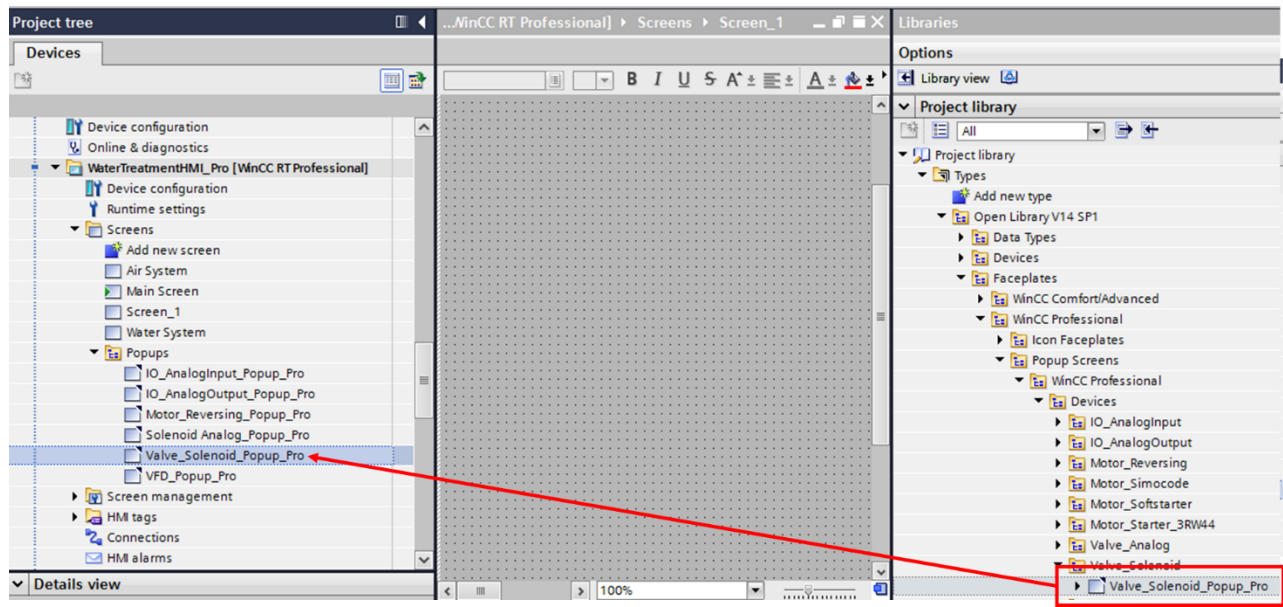 Project tree
Devices
Device configuration
Online & diagnostics
WaterTreatmentHMI_Pro [WinCC RT Professional]
Device configuration
Runtime settings
Screens
Add new screen
Air System
Main Screen
Screen_1
Water System
Popups
IO_AnalogInput_Popup_Pro
IO_AnalogOutput_Popup_Pro
Motor_Reversing_Popup_Pro
Solenoid Analog_Popup_Pro
Valve_Solenoid_Popup_Pro
VFD_Popup_Pro
Screen management
HMI tags
Connections
HMI alarms
Details view
...WinCC RT Professional] ▸ Screens ▸ Screen_1
B I U S A A
100%
Libraries
Options
Library view
Project library
All
Project library
Types
Add new type
Open Library V14 SP1
Data Types
Devices
Faceplates
WinCC Comfort/Advanced
WinCC Professional
Icon Faceplates
Popup Screens
WinCC Professional
Devices
IO_AnalogInput
IO_AnalogOutput
Motor_Reversing
Motor_Simocode
Motor_Softstarter
Motor_Starter_3RW44
Valve_Analog
Valve_Solenoid
Valve_Solenoid_Popup_Pro